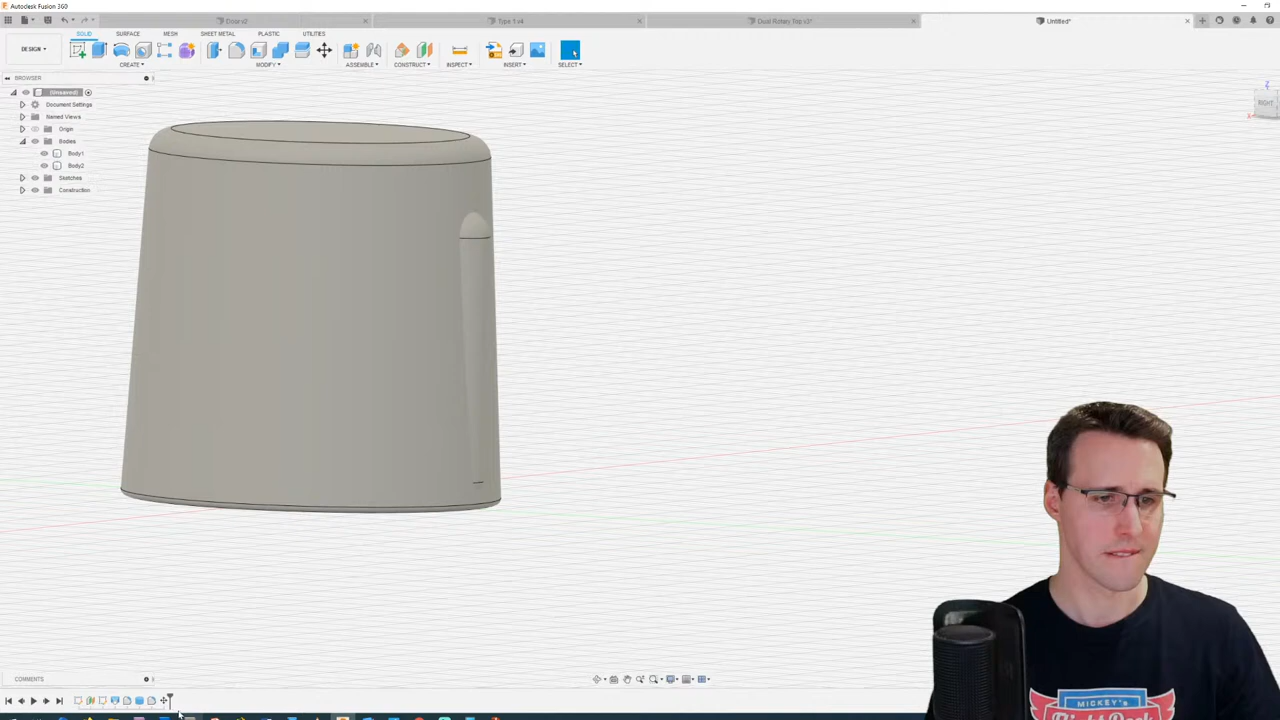 Autodesk Fusion 360
Door v2
Type 1 v4
Dual Rotary Top v3*
Untitled*
DESIGN
SOLID
SURFACE
MESH
SHEET METAL
PLASTIC
UTILITIES
CREATE
MODIFY
ASSEMBLE
CONSTRUCT
INSPECT
INSERT
SELECT
BROWSER
(Unsaved)
Document Settings
Named Views
Origin
Bodies
Body1
Body2
Sketches
Construction
Z
RIGHT
X
COMMENTS
MICKEY'S